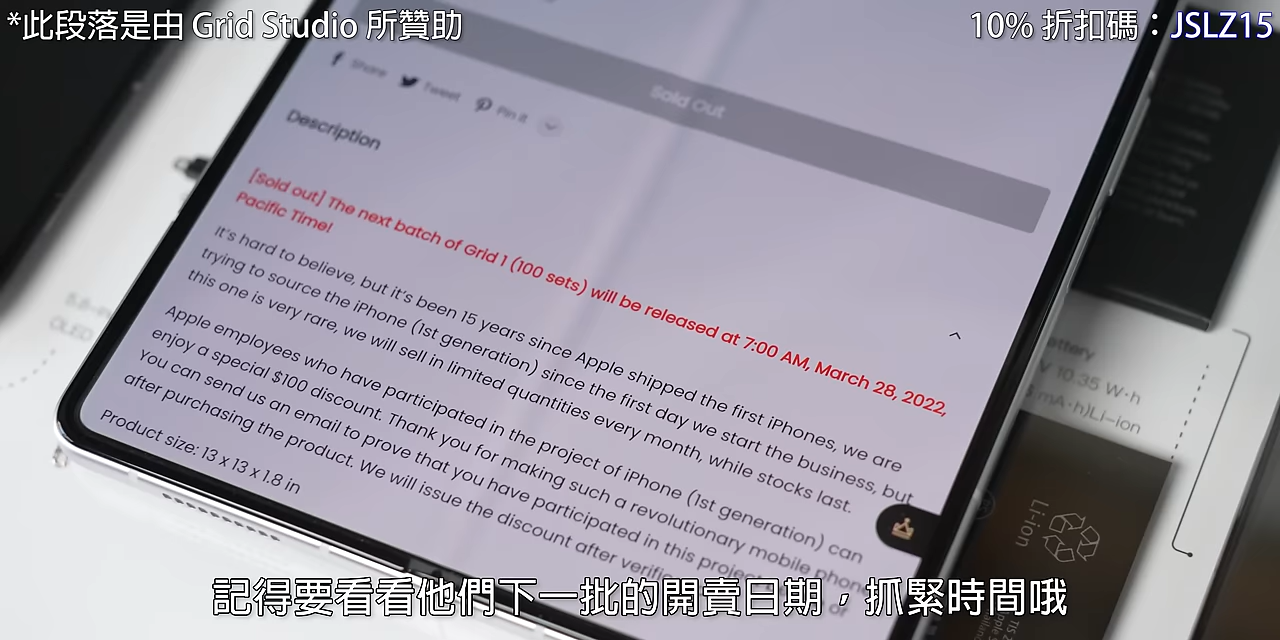 *此段落是由 Grid Studio 所贊助
10% 折扣碼：JSLZ15
Sold Out
Share
Tweet
Pin it
Description
[Sold out] The next batch of Grid 1 (100 sets) will be released at 7:00 AM, March 28, 2022,
Pacific Time!
It's hard to believe, but it's been 15 years since Apple shipped the first iPhones, we are
trying to source the iPhone (1st generation) since the first day we start the business, but
this one is very rare, we will sell in limited quantities every month, while stocks last.
Apple employees who have participated in the project of iPhone (1st generation) can
enjoy a special $100 discount. Thank you for making such a revolutionary mobile phone
You can send us an email to prove that you have participated in this project
after purchasing the product. We will issue the discount after
Product size: 13 x 13 x 1.8 in
OLED
10.35 W·h
mA·h)Li-ion
Li-ion
記得要看看他們下一批的開賣日期，抓緊時間哦